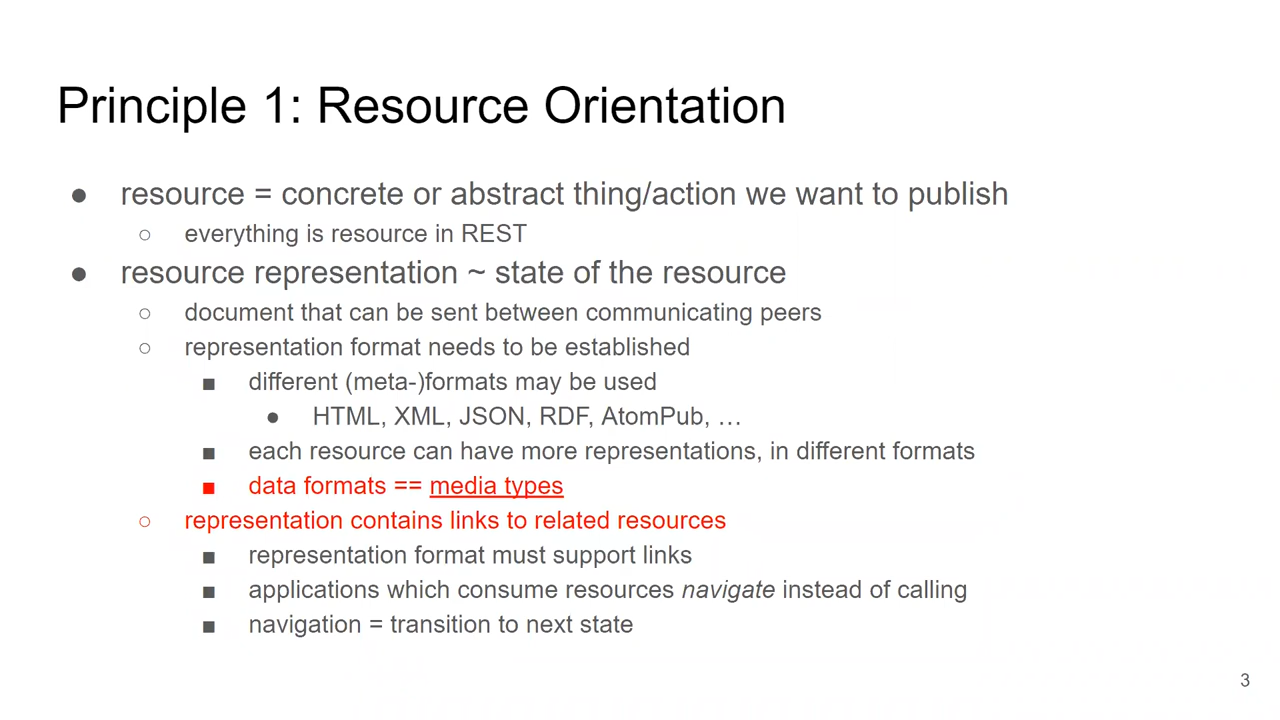 Principle 1: Resource Orientation
● resource = concrete or abstract thing/action we want to publish
○ everything is resource in REST
● resource representation ~ state of the resource
○ document that can be sent between communicating peers
○ representation format needs to be established
■ different (meta-)formats may be used
● HTML, XML, JSON, RDF, AtomPub, …
■ each resource can have more representations, in different formats
■ data formats == media types
○ representation contains links to related resources
■ representation format must support links
■ applications which consume resources navigate instead of calling
■ navigation = transition to next state
3